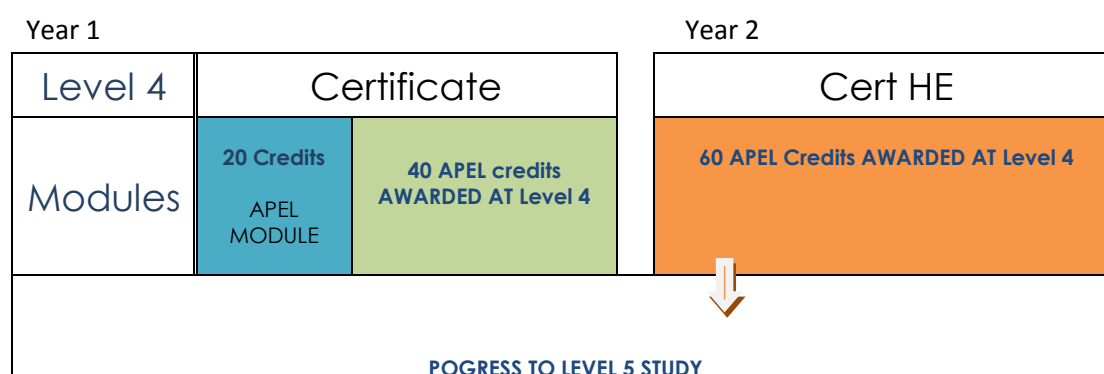 Year 1
Year 2
Level 4
Certificate
Cert HE
Modules
20 Credits
APEL
MODULE
40 APEL credits
AWARDED AT Level 4
60 APEL Credits AWARDED AT Level 4
POGRESS TO LEVEL 5 STUDY